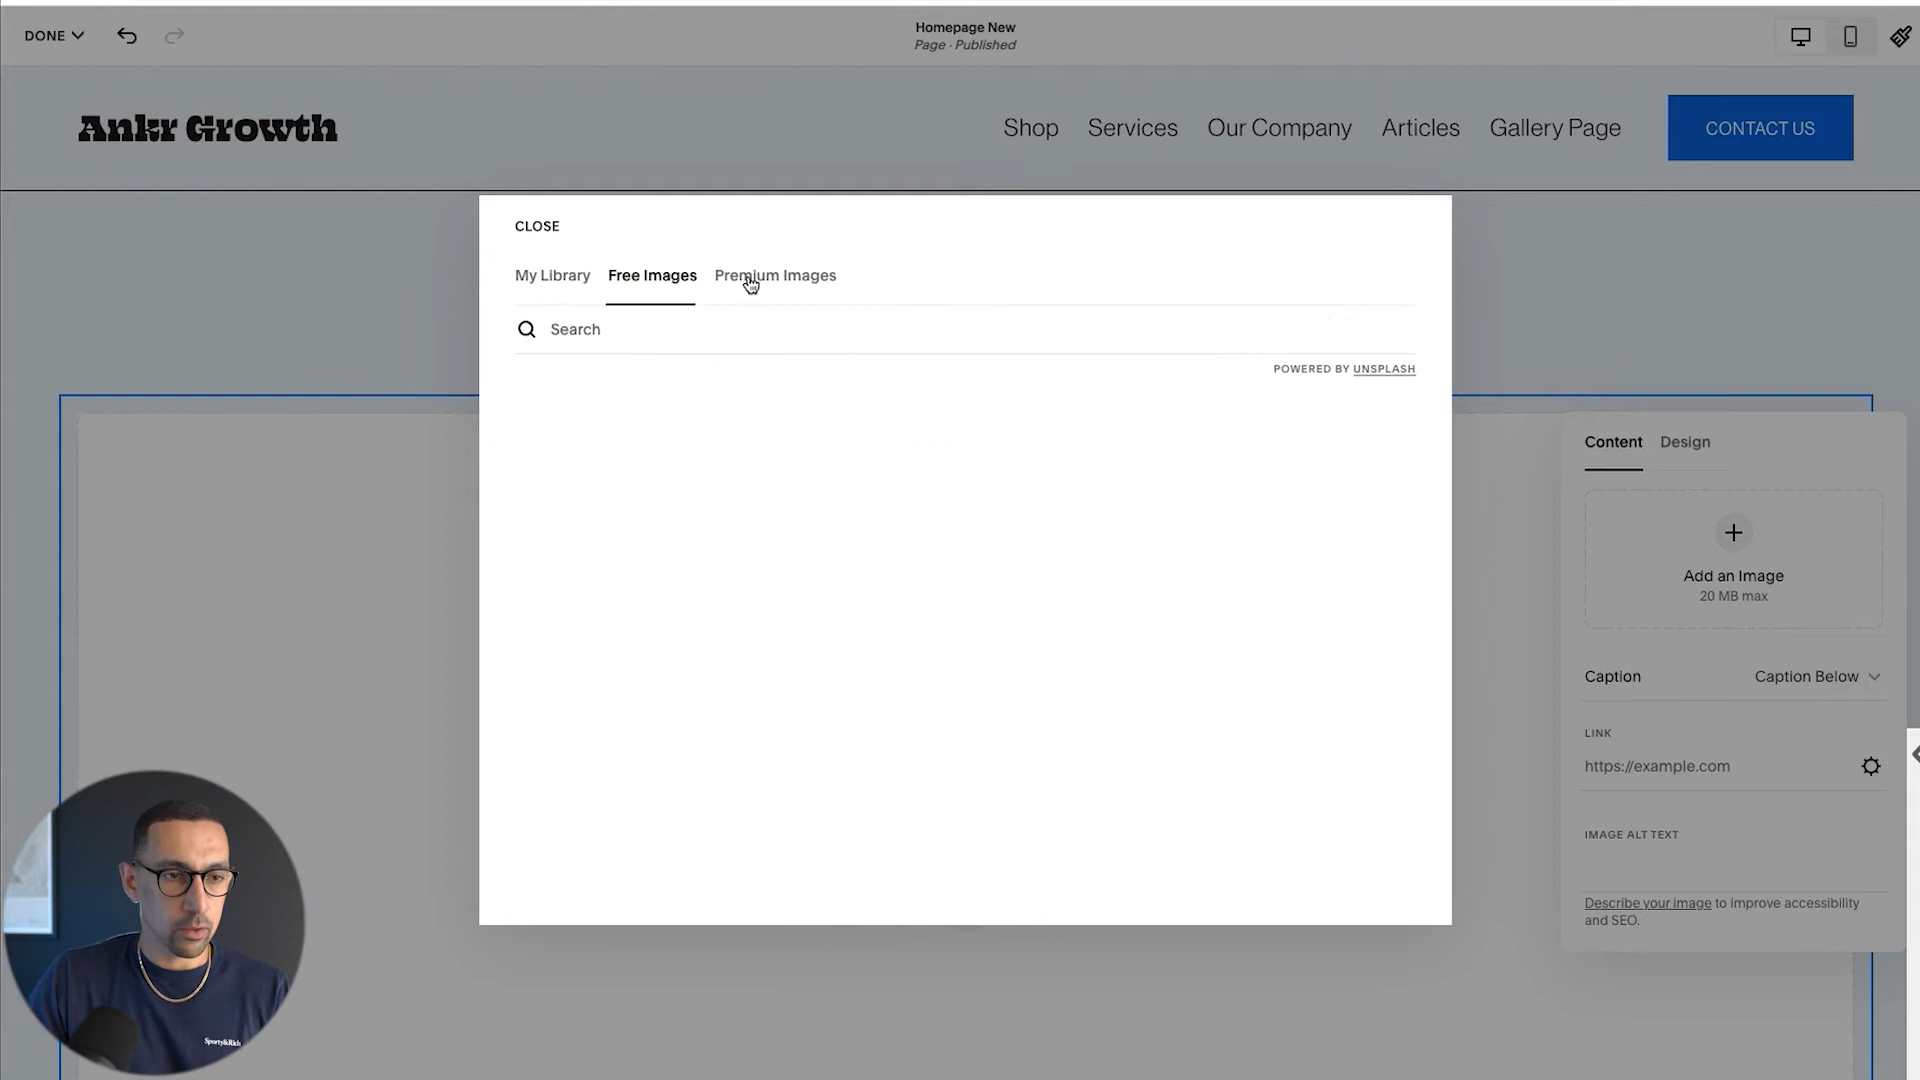 DONE
Homepage New
Page · Published
Ankr Growth
Shop
Services
Our Company
Articles
Gallery Page
CONTACT US
CLOSE
My Library
Free Images
Premium Images
Search
POWERED BY UNSPLASH
Content
Design
Add an Image
20 MB max
Caption
Caption Below
LINK
https://example.com
IMAGE ALT TEXT
Describe your image to improve accessibility
and SEO.
Sporty&Rich